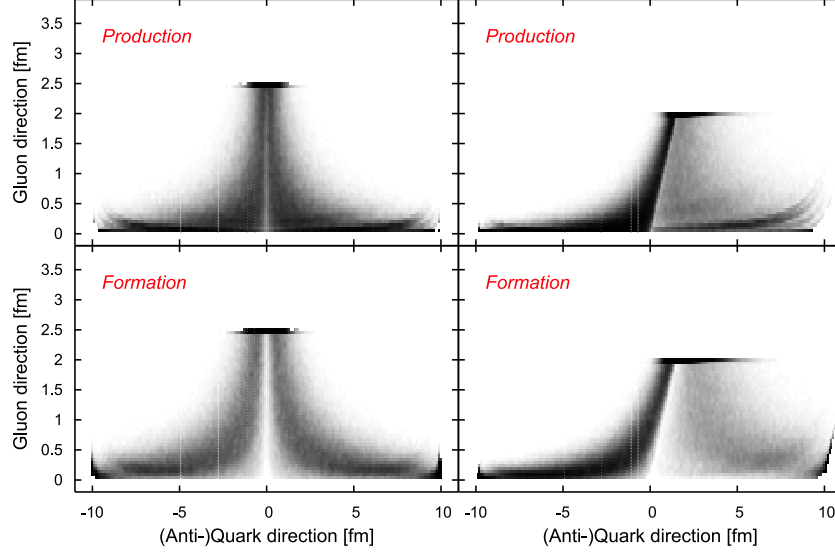 3.5
3
2.5
2
1.5
1
0.5
0
Gluon direction [fm]
Production
Production
3.5
3
2.5
2
1.5
1
0.5
0
Gluon direction [fm]
Formation
Formation
-10 -5 0 5 10 -10 -5 0 5 10
(Anti-)Quark direction [fm] (Anti-)Quark direction [fm]